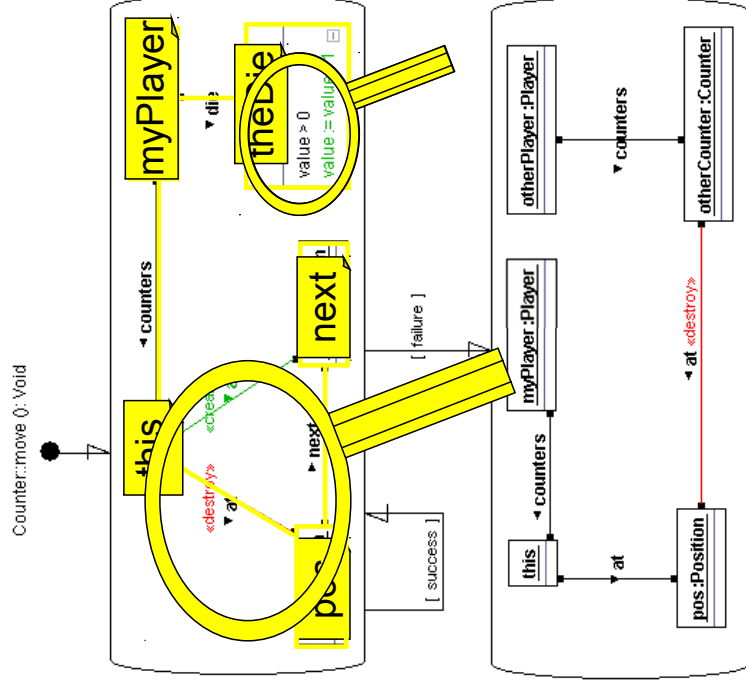 Counter::move (): Void
this
◄ counters
myPlayer
◄ die
theDie
value > 0
value := value
1
«destroy»
next
► next
pos
[ success ]
[ failure ]
this
◄ counters
myPlayer :Player
otherPlayer :Player
at
◄ counters
pos :Position
◄ at «destroy»
otherCounter :Counter